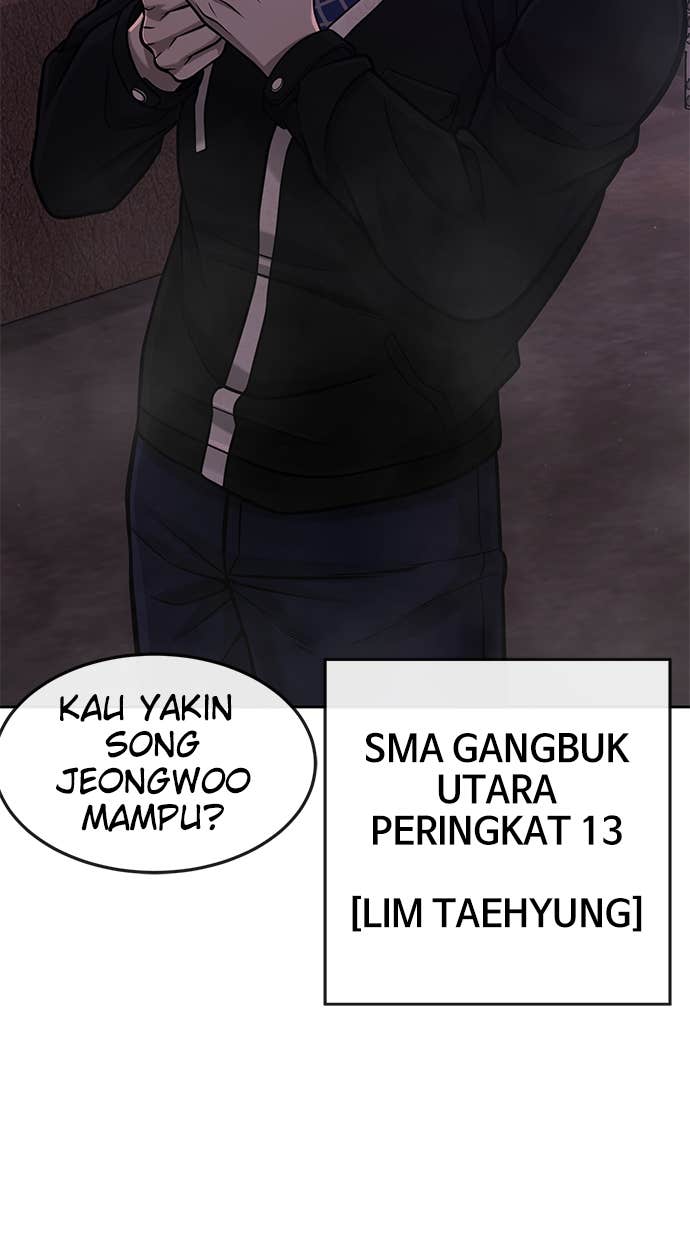 KAU YAKIN
SONG
JEONGWOO
MAMPU?
SMA GANGBUK
UTARA
PERINGKAT 13
[LIM TAEHYUNG]